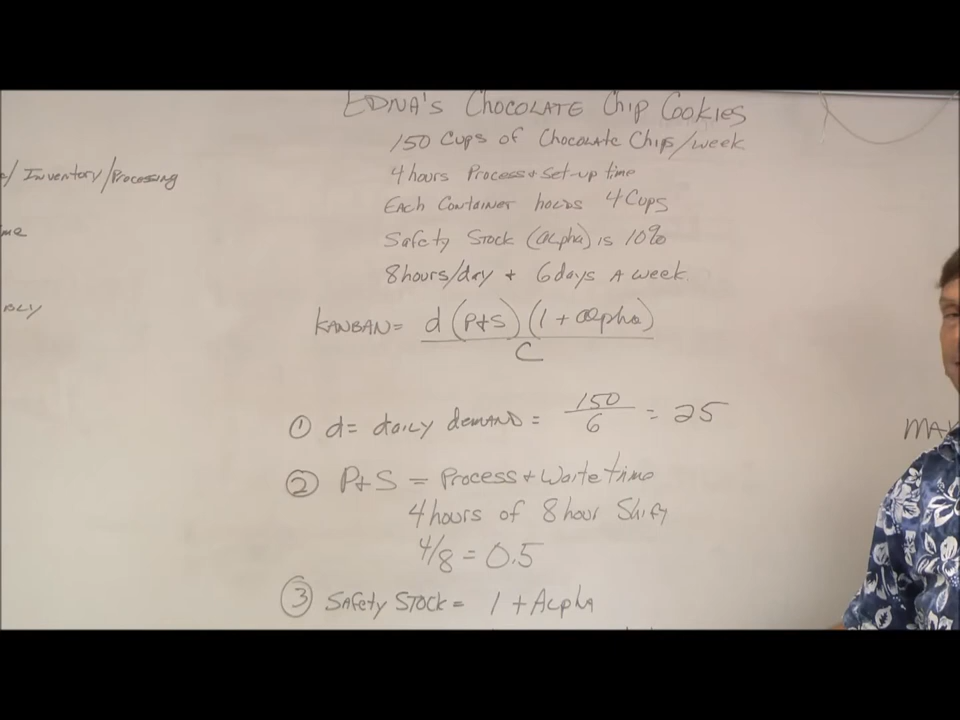 EDNA'S CHOCOLATE CHIP COOKIES
150 CUPS OF CHOCOLATE CHIPS/WEEK
4 hours Process + Set-up time
/ INVENTORY/PROCESSING
EACH CONTAINER HOLDS 4 CUPS
Safety STOCK (alpha) is 10%
8 hours/day + 6 days A week
KANBAN = d (P+S) (1 + alpha)
C
① d = daily demand = 150/6 = 25
② P+S = Process + Waite time
4 hours of 8 hour Shift
4/8 = 0.5
③ Safety STOCK = 1 + Alpha